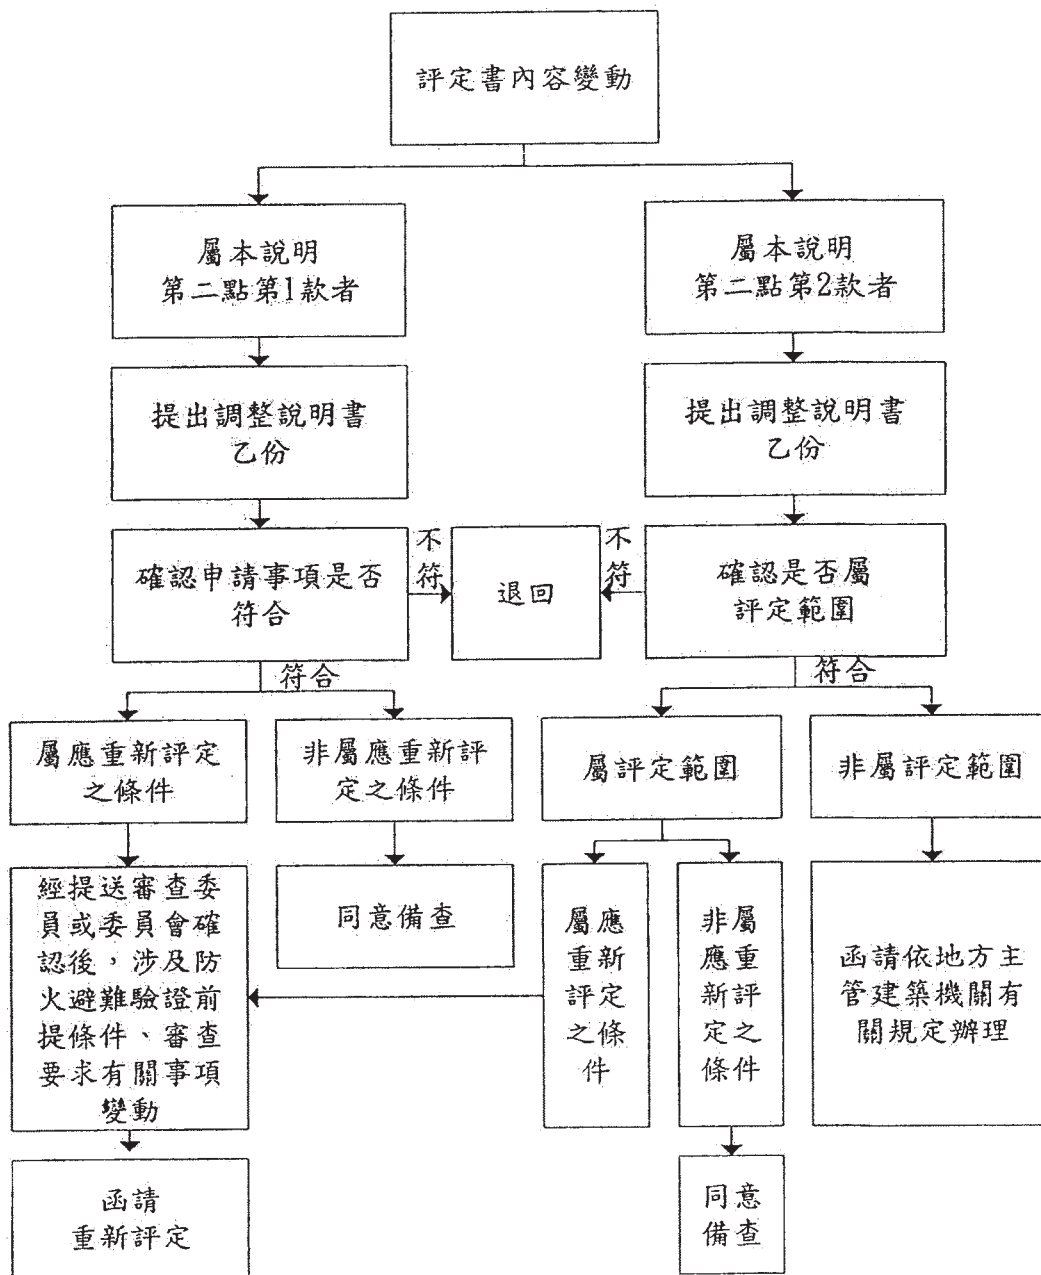 評定書內容變動
屬本說明
第二點第1款者
屬本說明
第二點第2款者
提出調整說明書
乙份
提出調整說明書
乙份
確認申請事項是否
符合
不符
退回
不符
確認是否屬
評定範圍
符合
符合
屬應重新評定
之條件
非屬應重新評
定之條件
屬評定範圍
非屬評定範圍
經提送審查委
員或委員會確
認後，涉及防
火避難驗證前
提條件、審查
要求有關事項
變動
同意備查
屬應
重新
評定
之條
件
非屬
應重
新評
定之
條件
函請依地方主
管建築機關有
關規定辦理
函請
重新評定
同意
備查